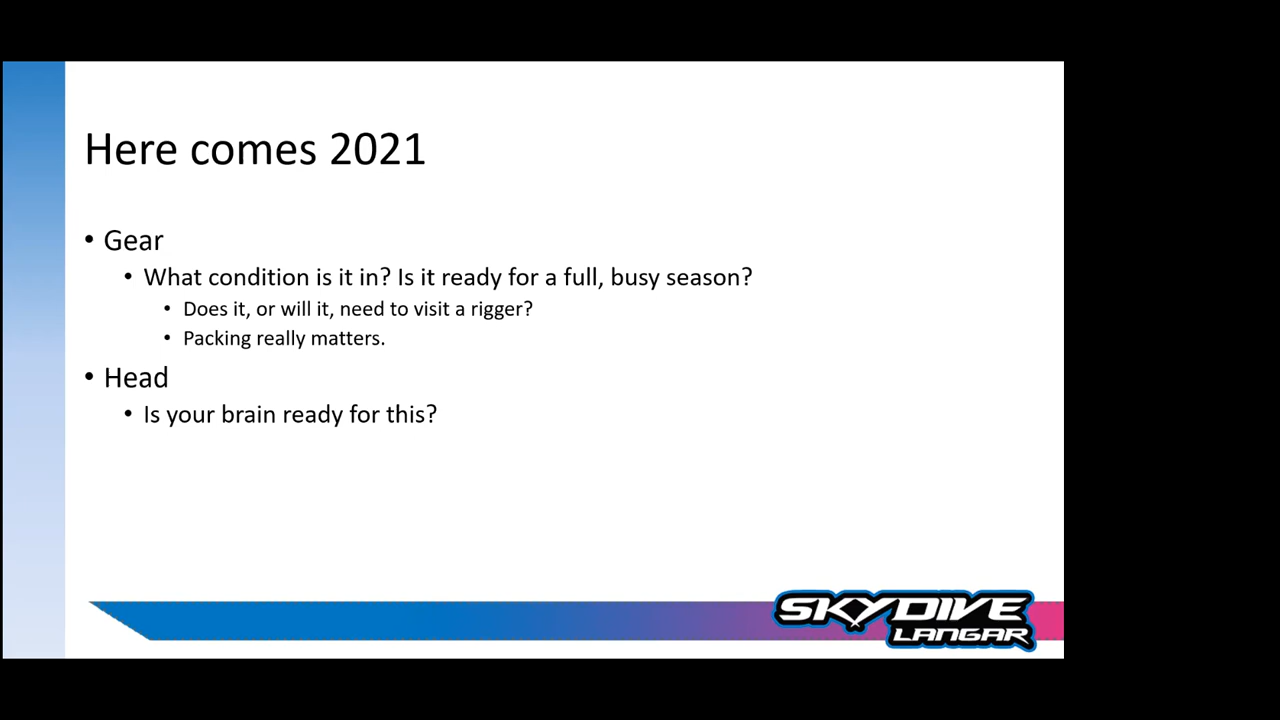 Here comes 2021
• Gear
• What condition is it in? Is it ready for a full, busy season?
• Does it, or will it, need to visit a rigger?
• Packing really matters.
• Head
• Is your brain ready for this?
SKYDIVE
LANGAR